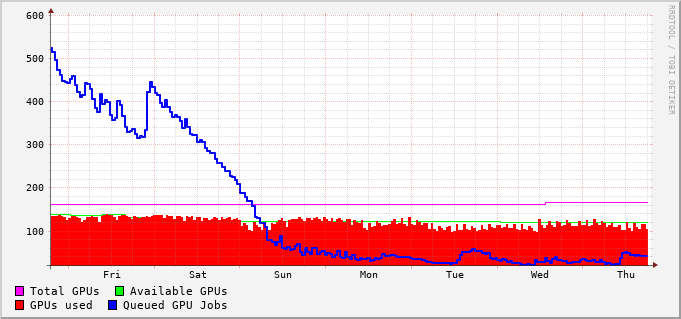 600
500
400
300
200
100
Fri Sat Sun Mon Tue Wed Thu
Total GPUs Available GPUs
GPUs used Queued GPU Jobs
RRDTOOL / TOBI OETIKER